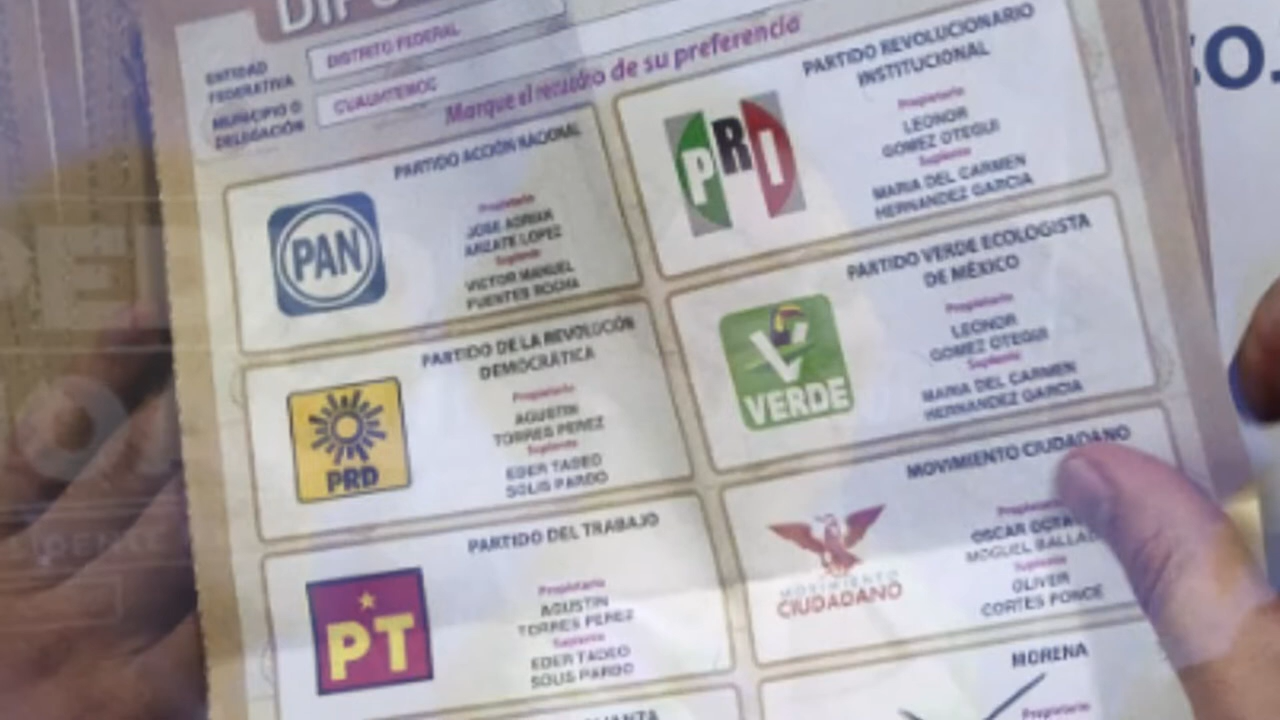 ENTIDAD
FEDERATIVA
DISTRITO FEDERAL
MUNICIPIO O
DELEGACIÓN
CUAUHTEMOC
Marque el recuadro de su preferencia
PARTIDO ACCIÓN NACIONAL
PAN
Propietario
JOSE ADRIAN
ARZATE LOPEZ
Suplente
VICTOR MANUEL
FUENTES ROCHA
PARTIDO REVOLUCIONARIO
INSTITUCIONAL
PRI
Propietario
LEONOR
GOMEZ OTEGUI
Suplente
MARIA DEL CARMEN
HERNANDEZ GARCIA
PARTIDO DE LA REVOLUCIÓN
DEMOCRÁTICA
PRD
Propietario
AGUSTIN
TORRES PEREZ
Suplente
EDER TADEO
SOLIS PARDO
PARTIDO VERDE ECOLOGISTA
DE MÉXICO
VERDE
Propietario
LEONOR
GOMEZ OTEGUI
Suplente
MARIA DEL CARMEN
HERNANDEZ GARCIA
PARTIDO DEL TRABAJO
PT
Propietario
AGUSTIN
TORRES PEREZ
Suplente
EDER TADEO
SOLIS PARDO
MOVIMIENTO CIUDADANO
MOVIMIENTO
CIUDADANO
OSCAR
Suplente
OLIVER
CORTES PONCE
MORENA
Propietario